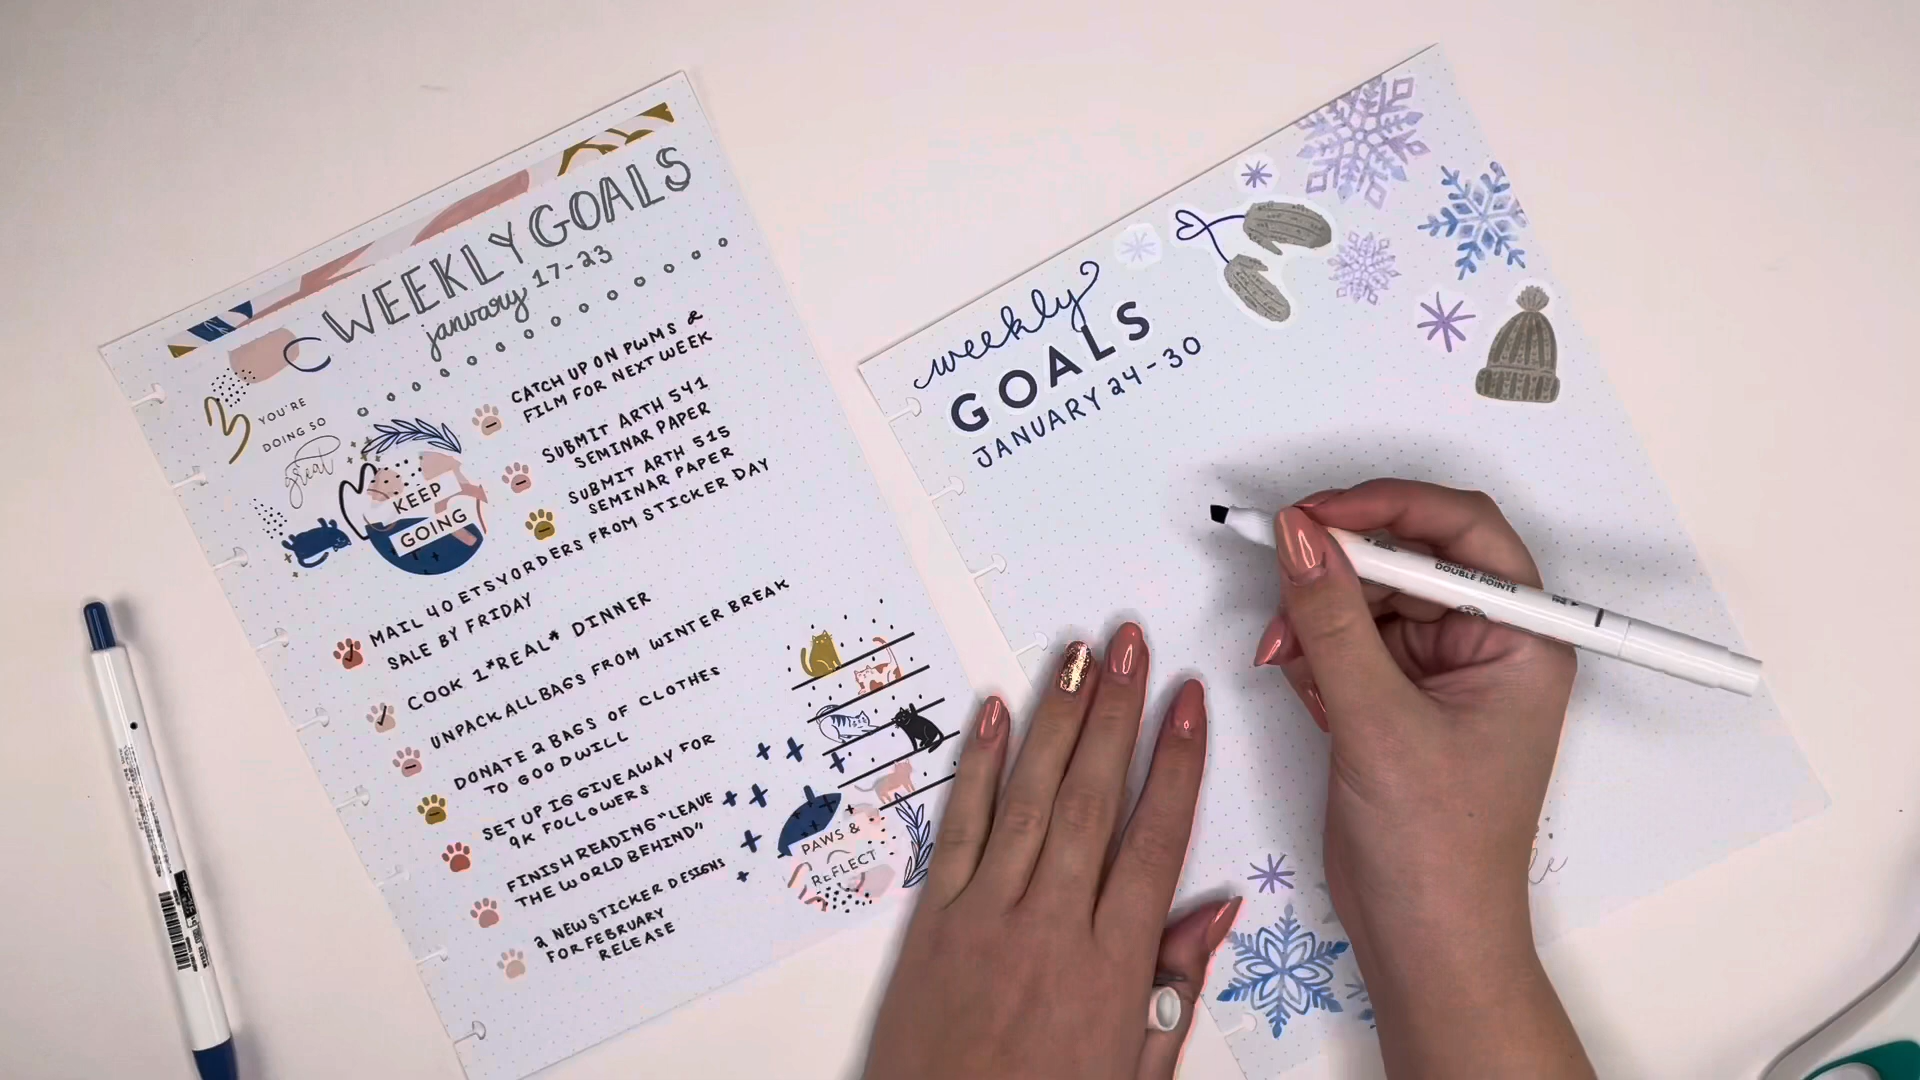 WEEKLY GOALS
january 17-23
YOU'RE
DOING SO
great
KEEP
GOING
CATCH UP ON PWMS &
FILM FOR NEXT WEEK
SUBMIT ARTH 541
SEMINAR PAPER
SUBMIT ARTH 515
SEMINAR PAPER
MAIL 40 ETSY ORDERS FROM STICKER DAY
SALE BY FRIDAY
COOK 1 *REAL* DINNER
UNPACK ALL BAGS FROM WINTER BREAK
DONATE 2 BAGS OF CLOTHES
TO GOODWILL
SET UP IG GIVEAWAY FOR
9K FOLLOWERS
FINISH READING "LEAVE
THE WORLD BEHIND"
2 NEW STICKER DESIGNS
FOR FEBRUARY
RELEASE
PAWS &
REFLECT
weekly
GOALS
JANUARY 24-30
DOUBLE POINTE